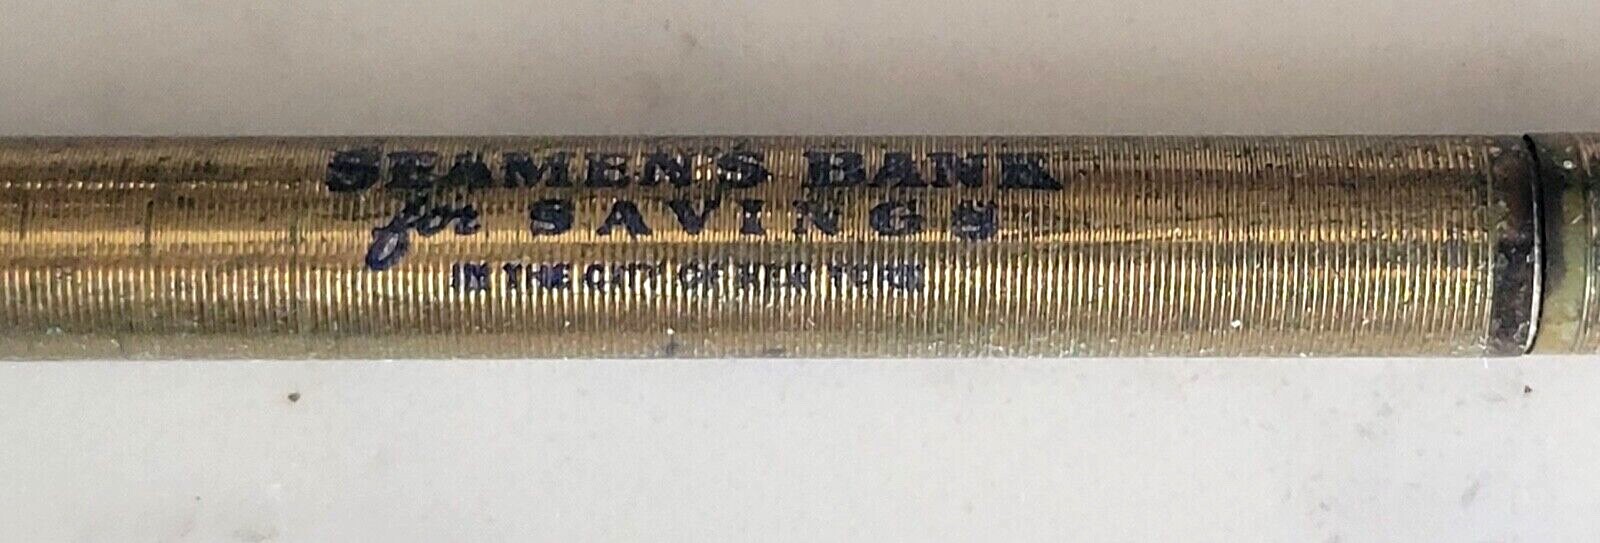 SEAMEN'S BANK
for SAVINGS
IN THE CITY OF NEW YORK